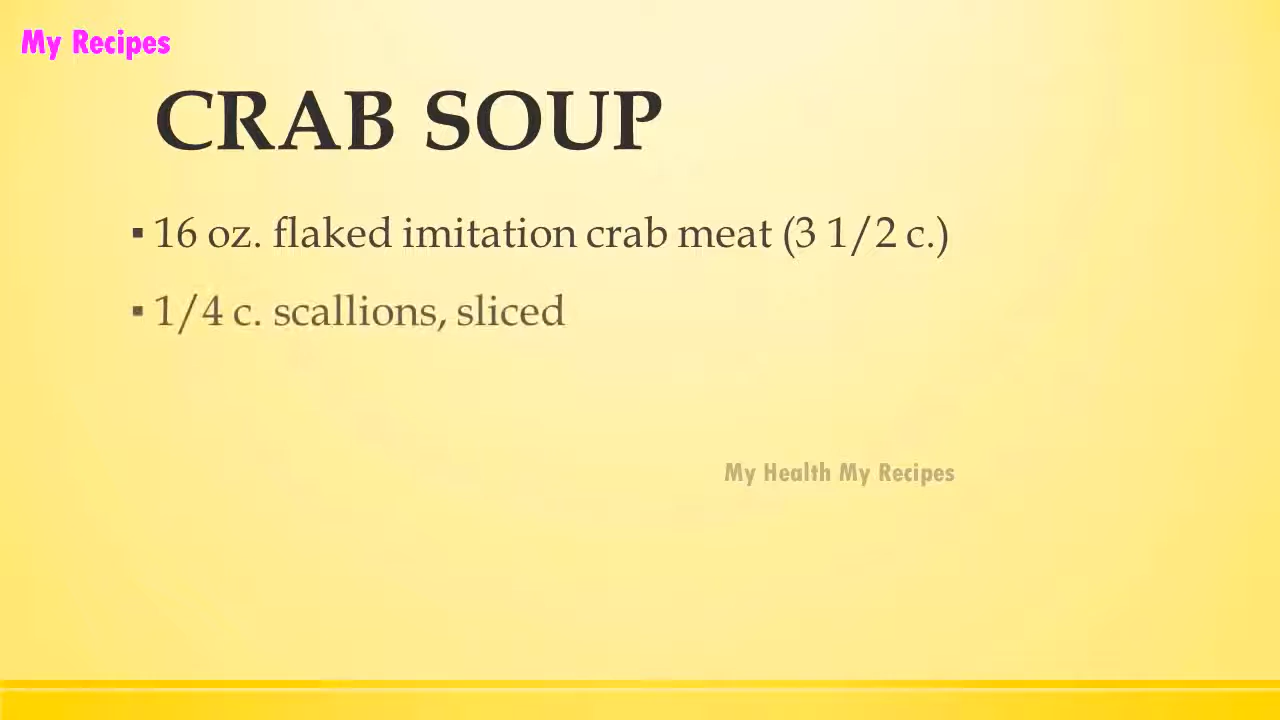 My Recipes
CRAB SOUP
▪ 16 oz. flaked imitation crab meat (3 1/2 c.)
▪ 1/4 c. scallions, sliced
My Health My Recipes